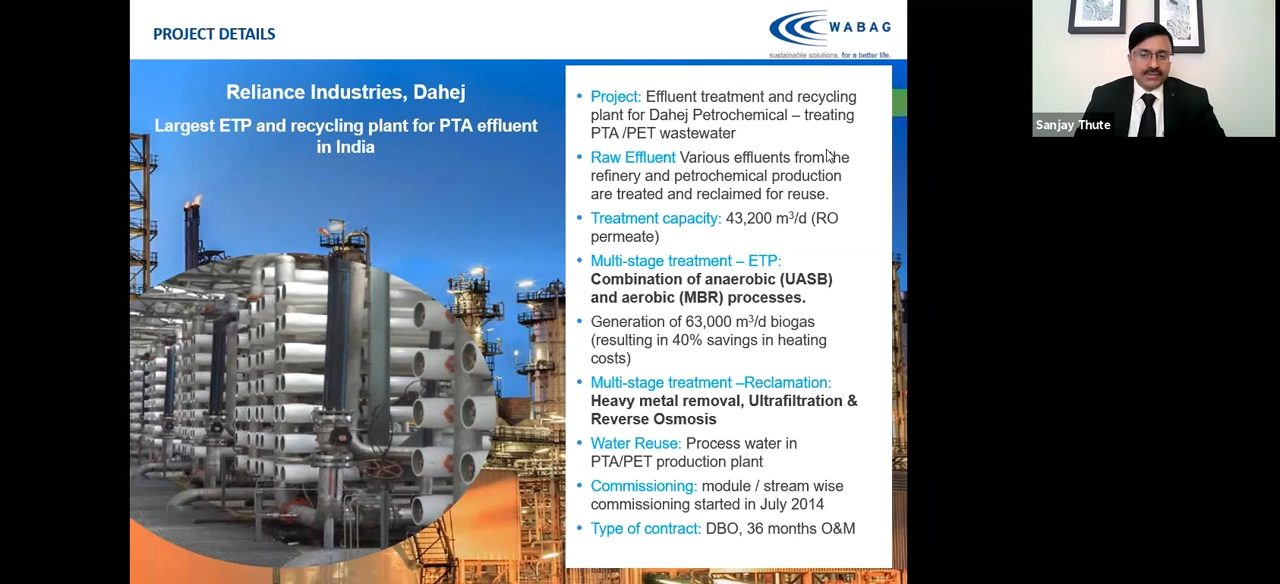 PROJECT DETAILS
WABAG
sustainable solutions. for a better life.
Reliance Industries, Dahej
Largest ETP and recycling plant for PTA effluent
in India
• Project: Effluent treatment and recycling
plant for Dahej Petrochemical – treating
PTA /PET wastewater
• Raw Effluent Various effluents from the
refinery and petrochemical production
are treated and reclaimed for reuse.
• Treatment capacity: 43,200 m³/d (RO
permeate)
• Multi-stage treatment – ETP:
Combination of anaerobic (UASB)
and aerobic (MBR) processes.
• Generation of 63,000 m³/d biogas
(resulting in 40% savings in heating
costs)
• Multi-stage treatment –Reclamation:
Heavy metal removal, Ultrafiltration &
Reverse Osmosis
• Water Reuse: Process water in
PTA/PET production plant
• Commissioning: module / stream wise
commissioning started in July 2014
• Type of contract: DBO, 36 months O&M
Sanjay Thute